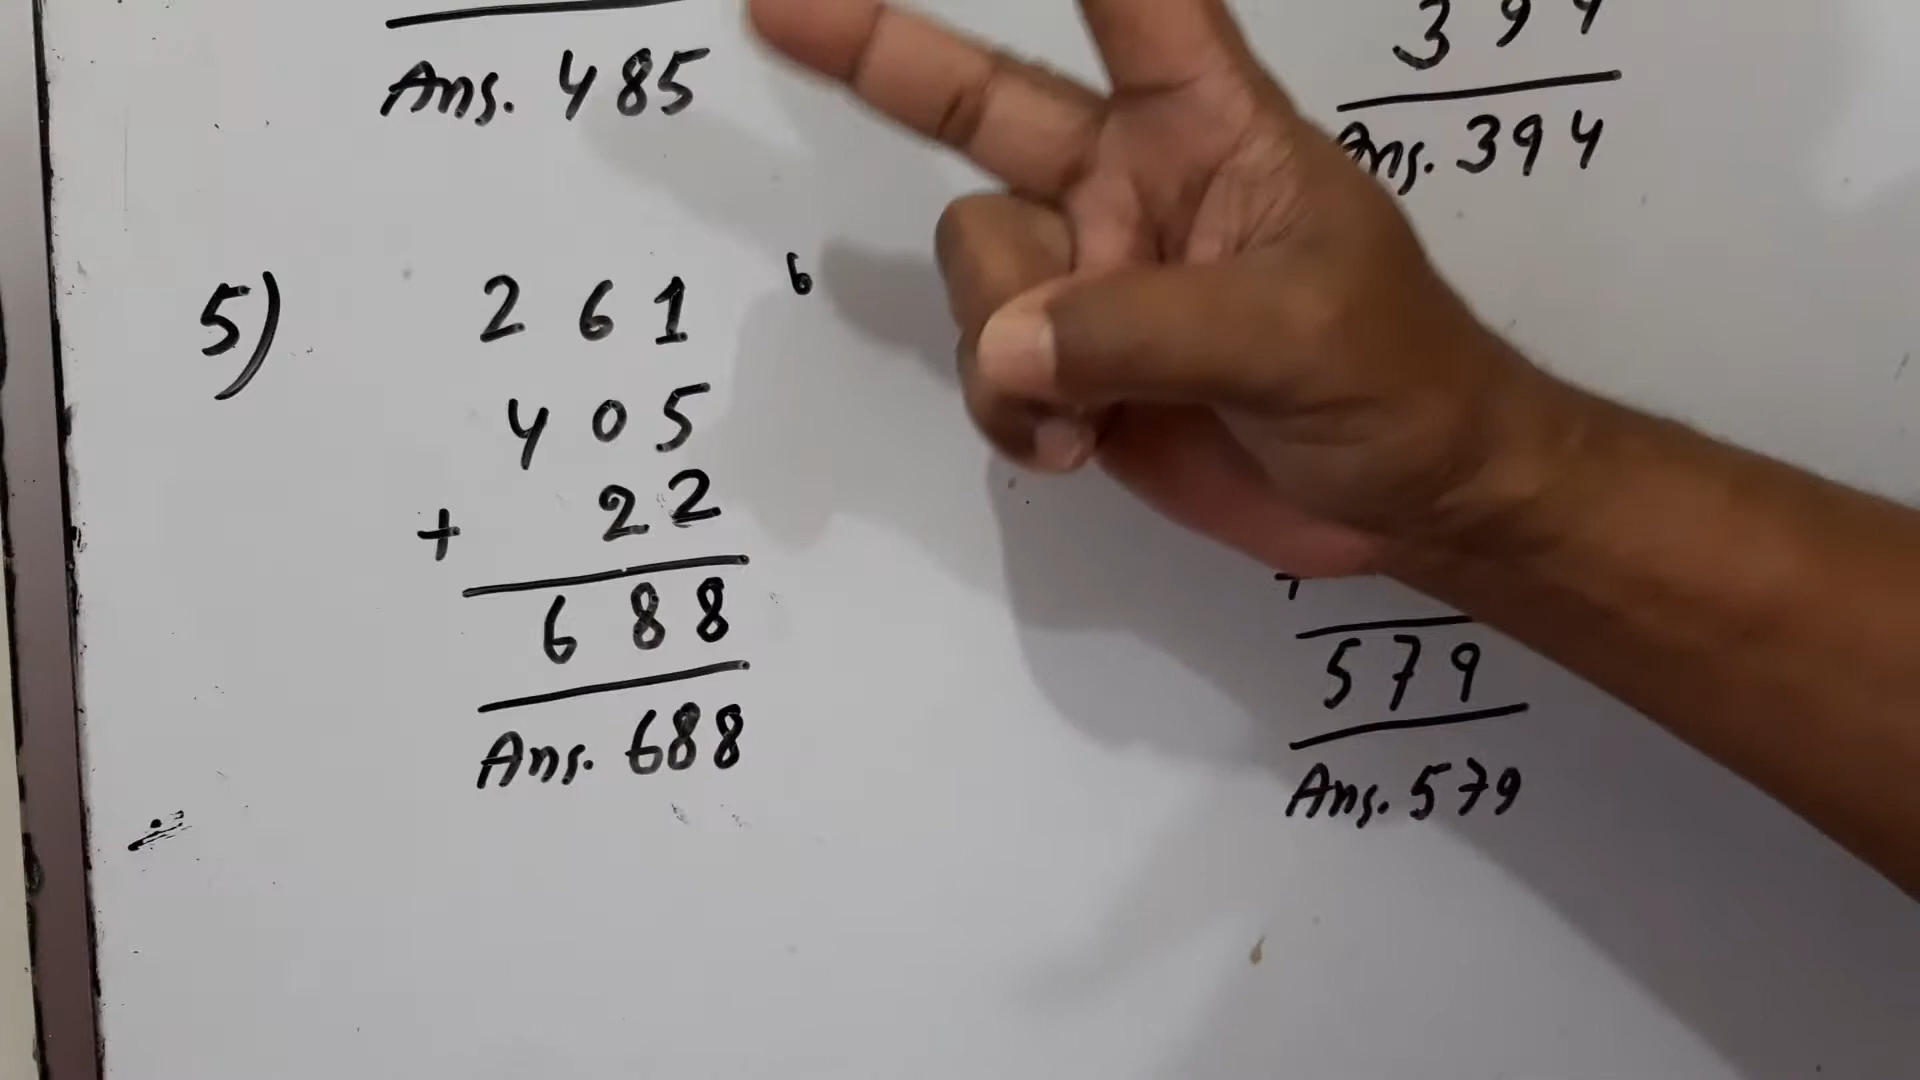 Ans. 485
5) 2 6 1
4 0 5
+ 2 2
6 8 8
Ans. 688
6
3 9 4
Ans. 394
+
5 7 9
Ans. 579